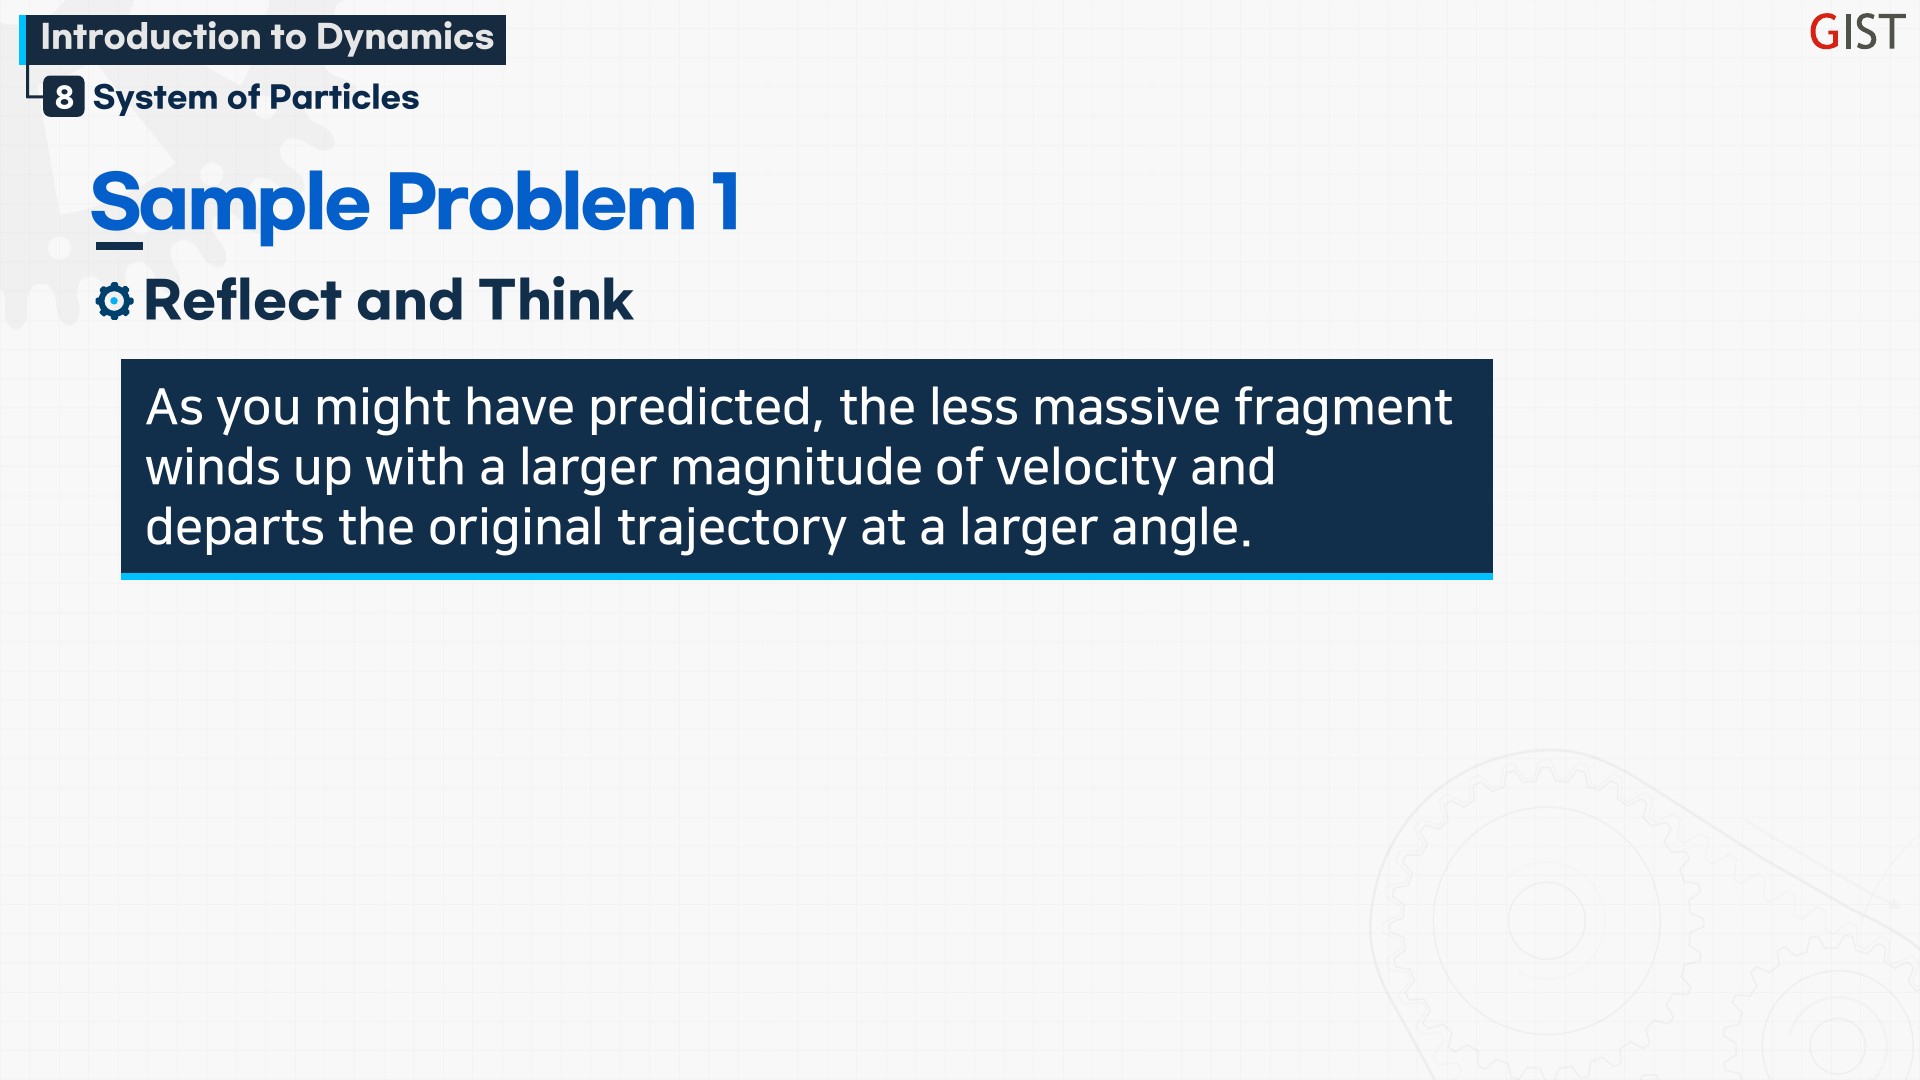 Introduction to Dynamics
GIST
8 System of Particles
Sample Problem 1
Reflect and Think
As you might have predicted, the less massive fragment
winds up with a larger magnitude of velocity and
departs the original trajectory at a larger angle.